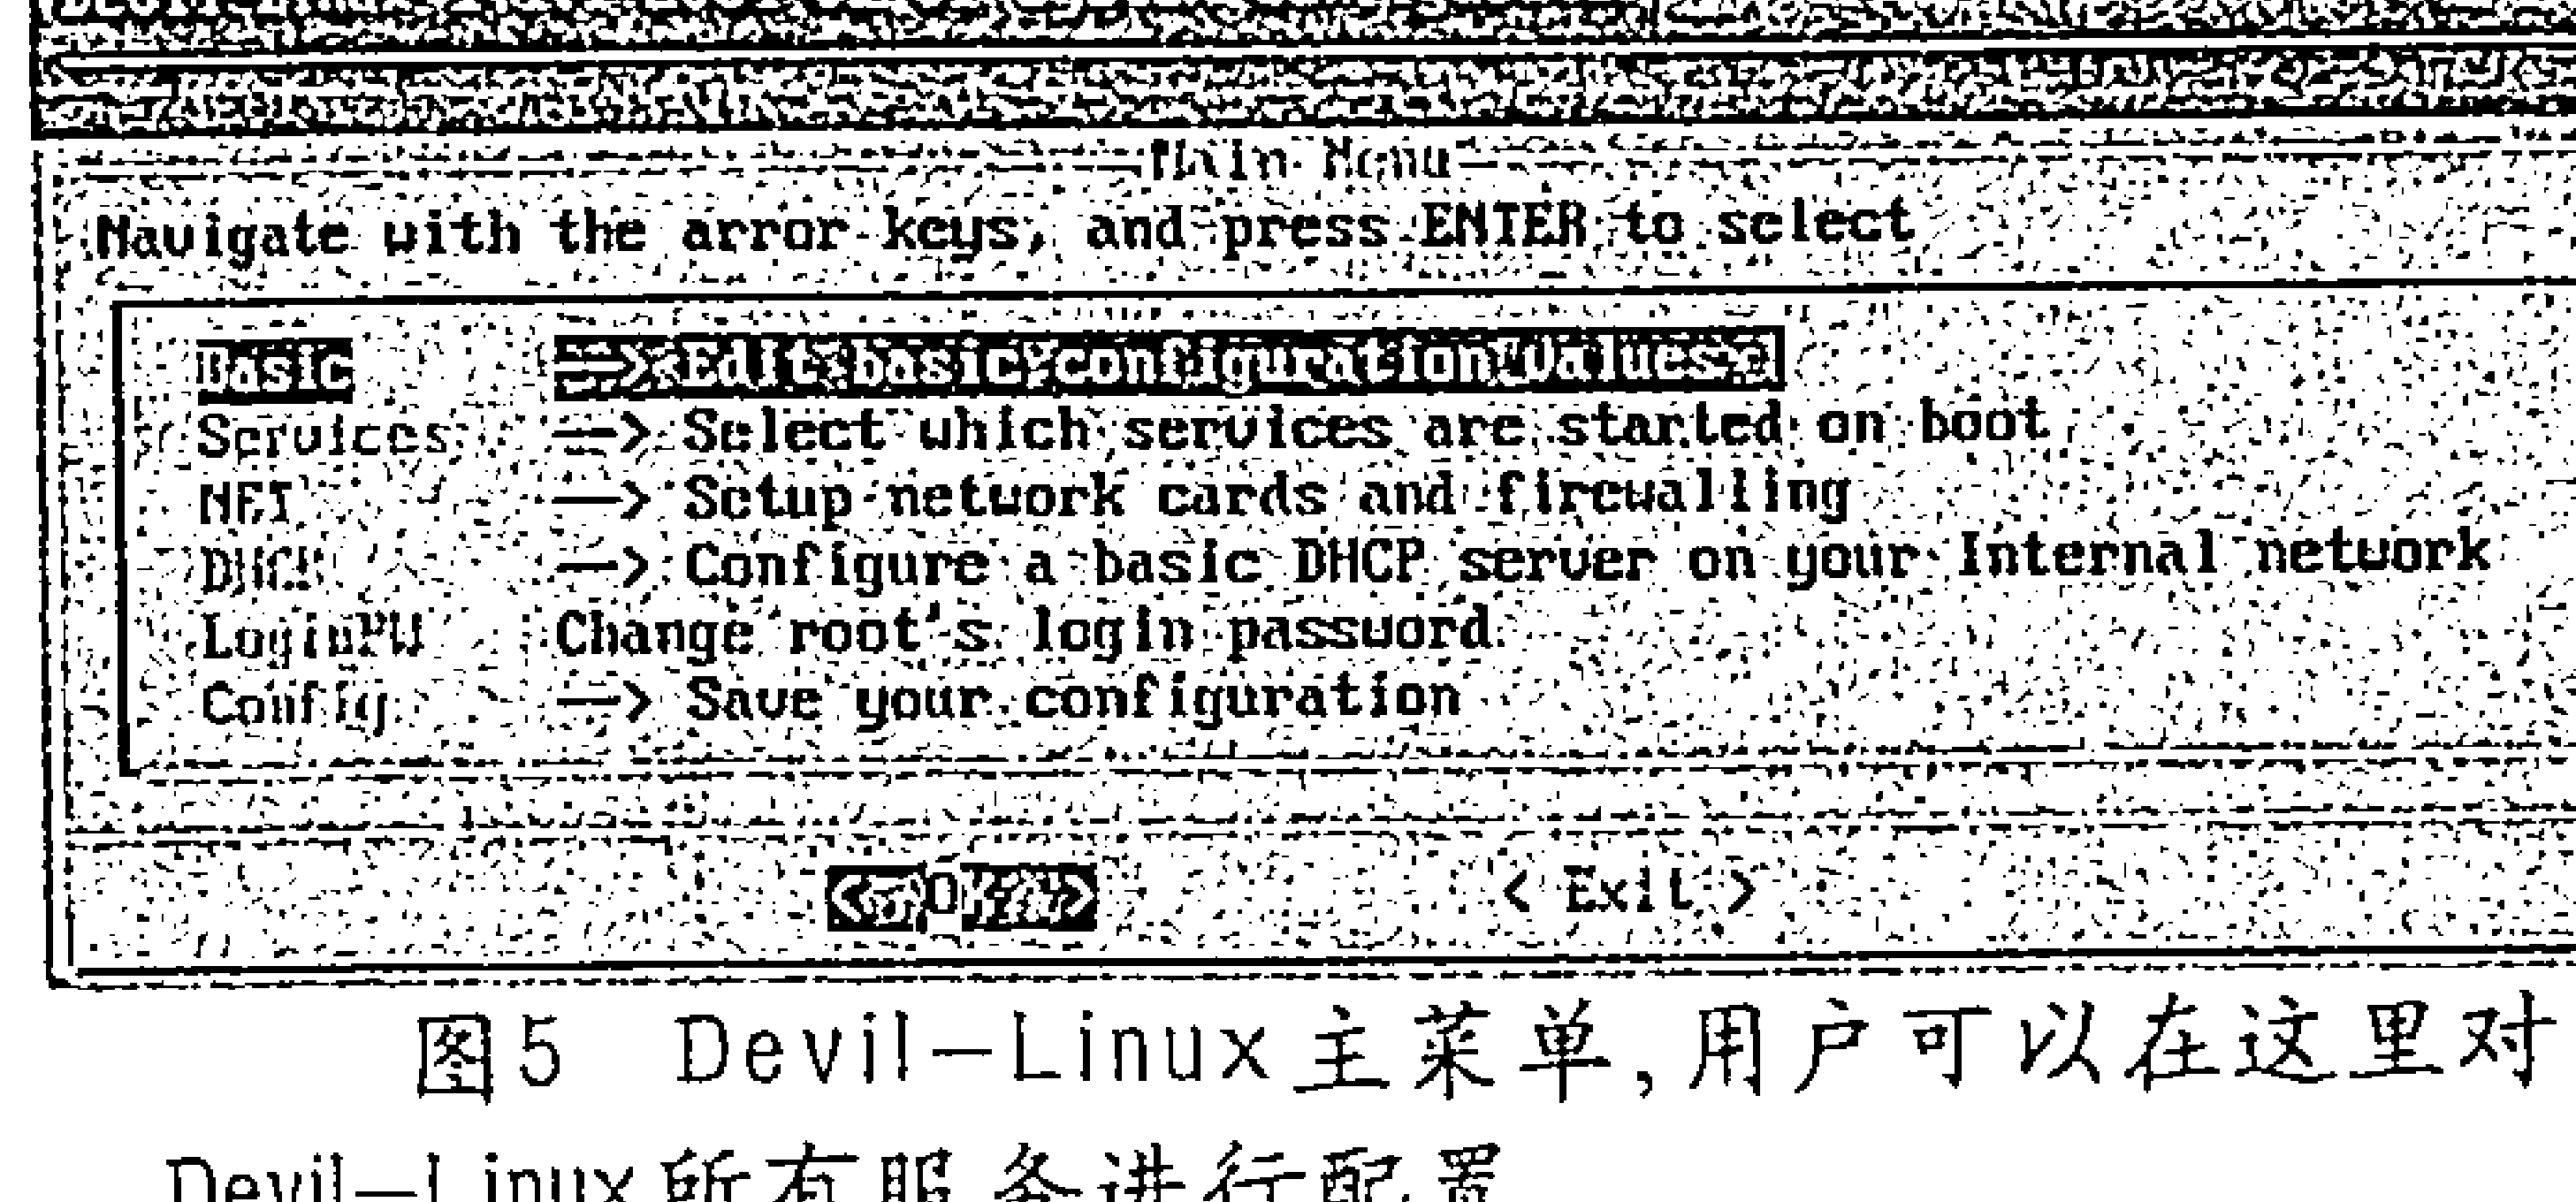 Main Menu
Navigate with the arror keys, and press ENTER to select
Basic --> Edit basic configuration values
Services --> Select which services are started on boot
NET --> Setup network cards and firewalling
DHCP --> Configure a basic DHCP server on your Internal network
LoginPW Change root's login password
Config --> Save your configuration
< OK > < Exit >
图5 Devil-Linux主菜单,用户可以在这里对
Devil-Linux所有服务进行配置